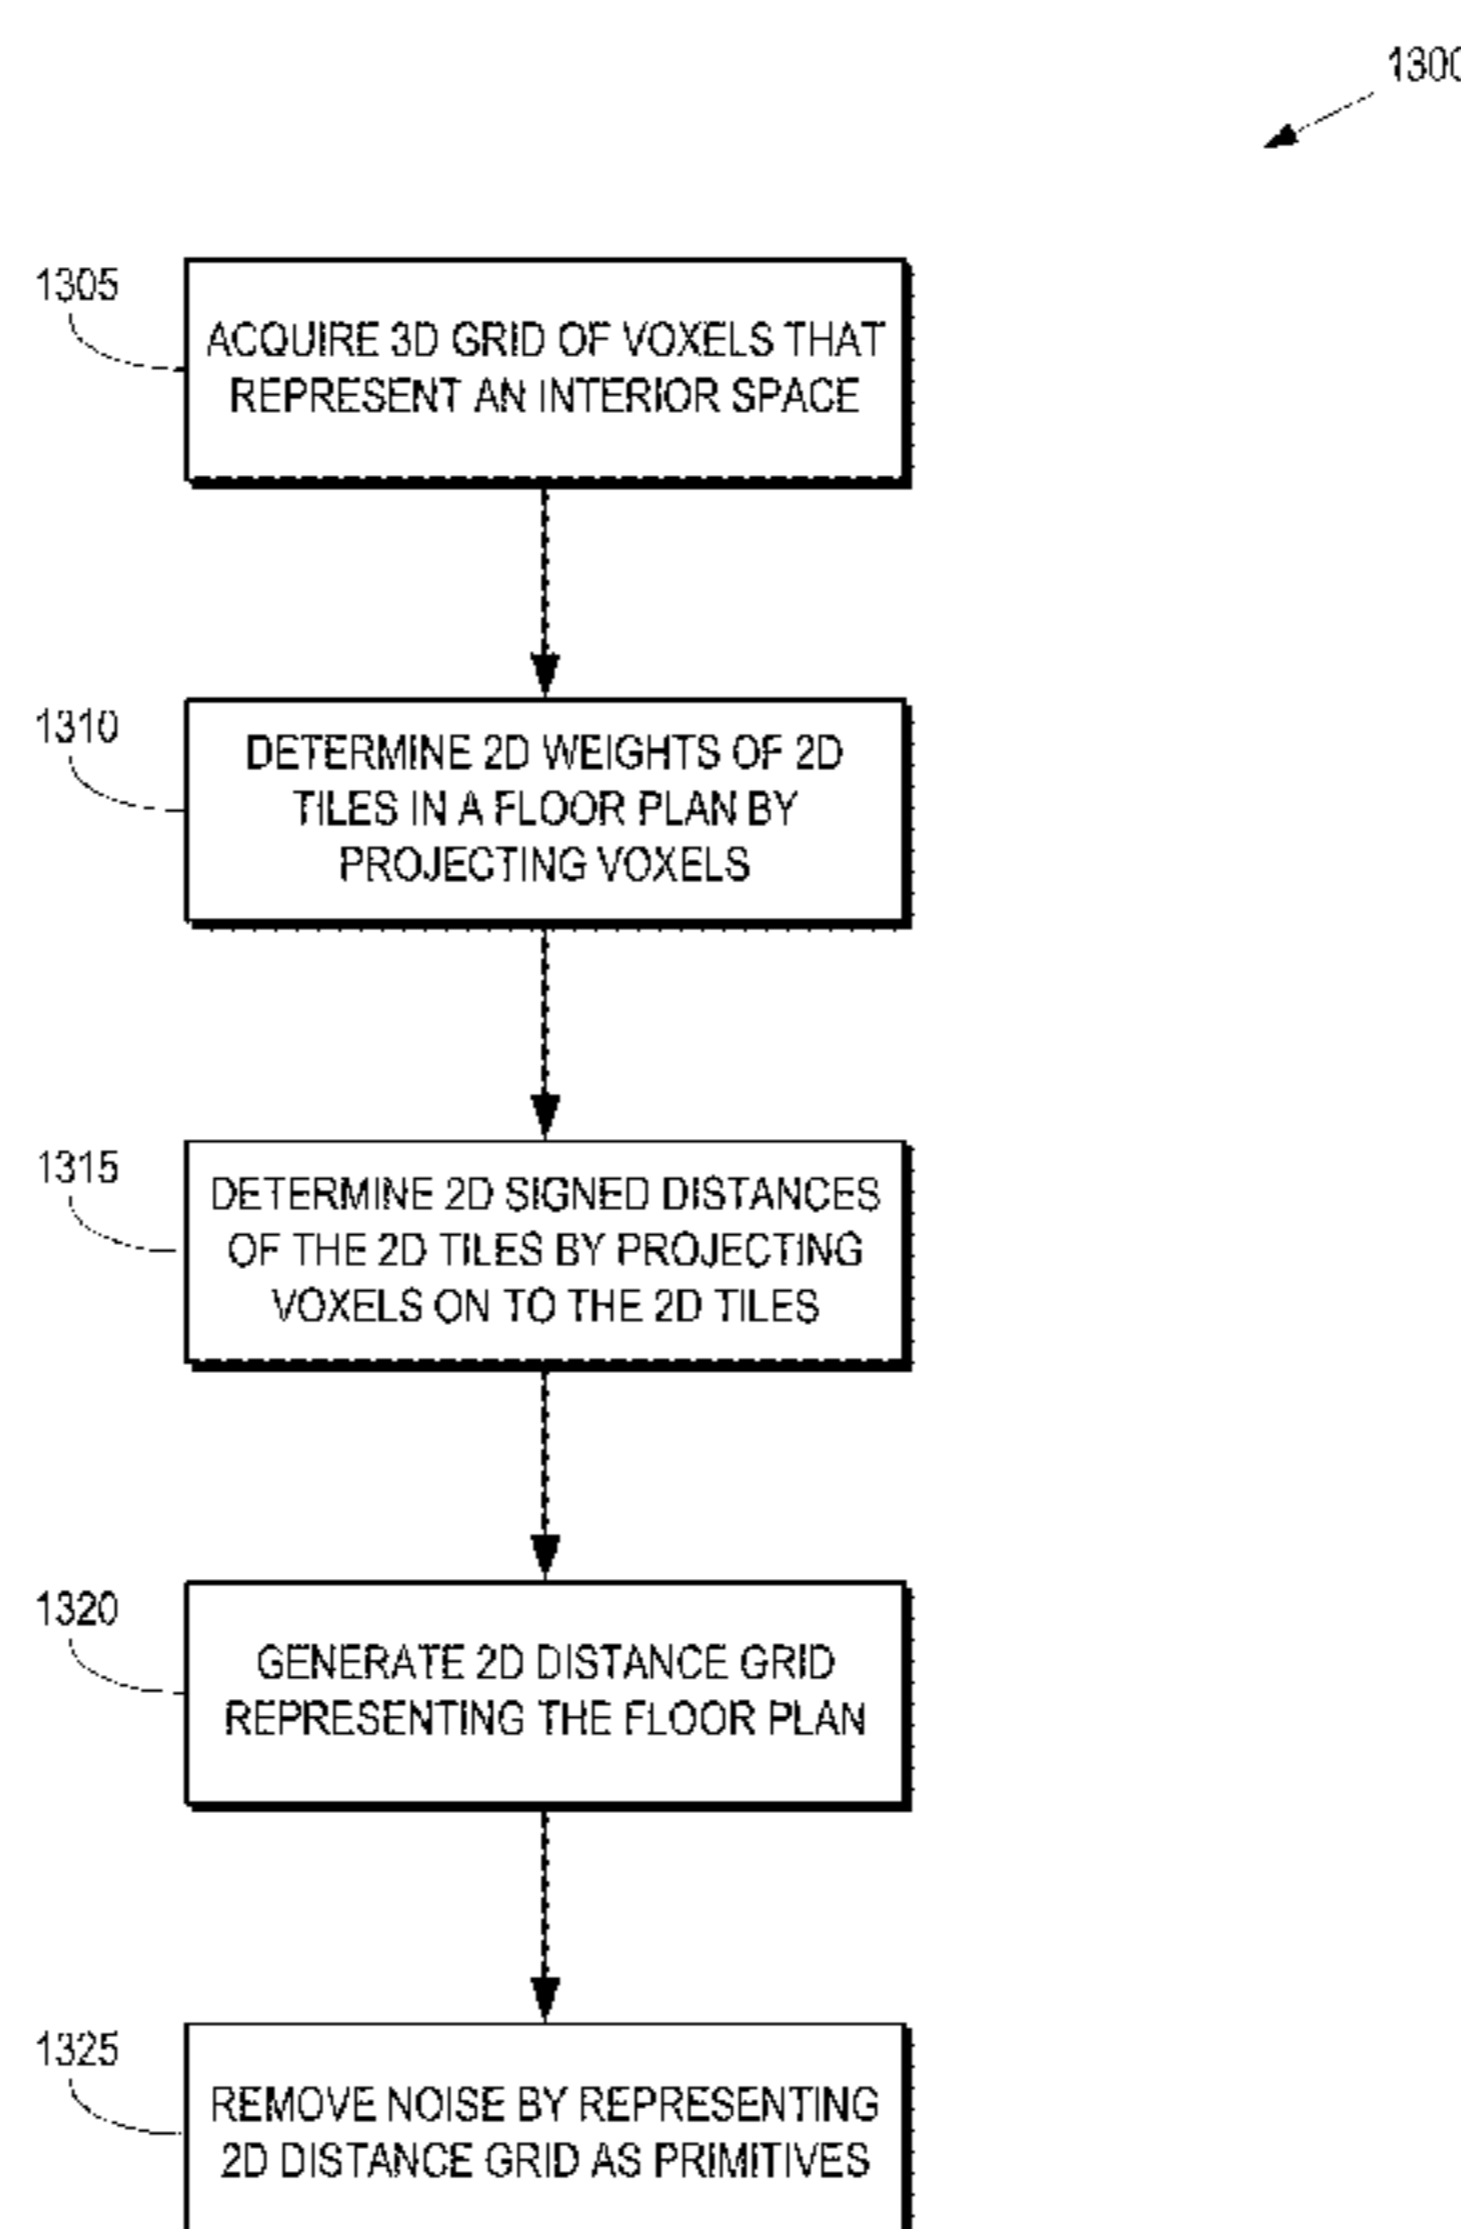 1300
1305
ACQUIRE 3D GRID OF VOXELS THAT
REPRESENT AN INTERIOR SPACE
1310
DETERMINE 2D WEIGHTS OF 2D
TILES IN A FLOOR PLAN BY
PROJECTING VOXELS
1315
DETERMINE 2D SIGNED DISTANCES
OF THE 2D TILES BY PROJECTING
VOXELS ON TO THE 2D TILES
1320
GENERATE 2D DISTANCE GRID
REPRESENTING THE FLOOR PLAN
1325
REMOVE NOISE BY REPRESENTING
2D DISTANCE GRID AS PRIMITIVES